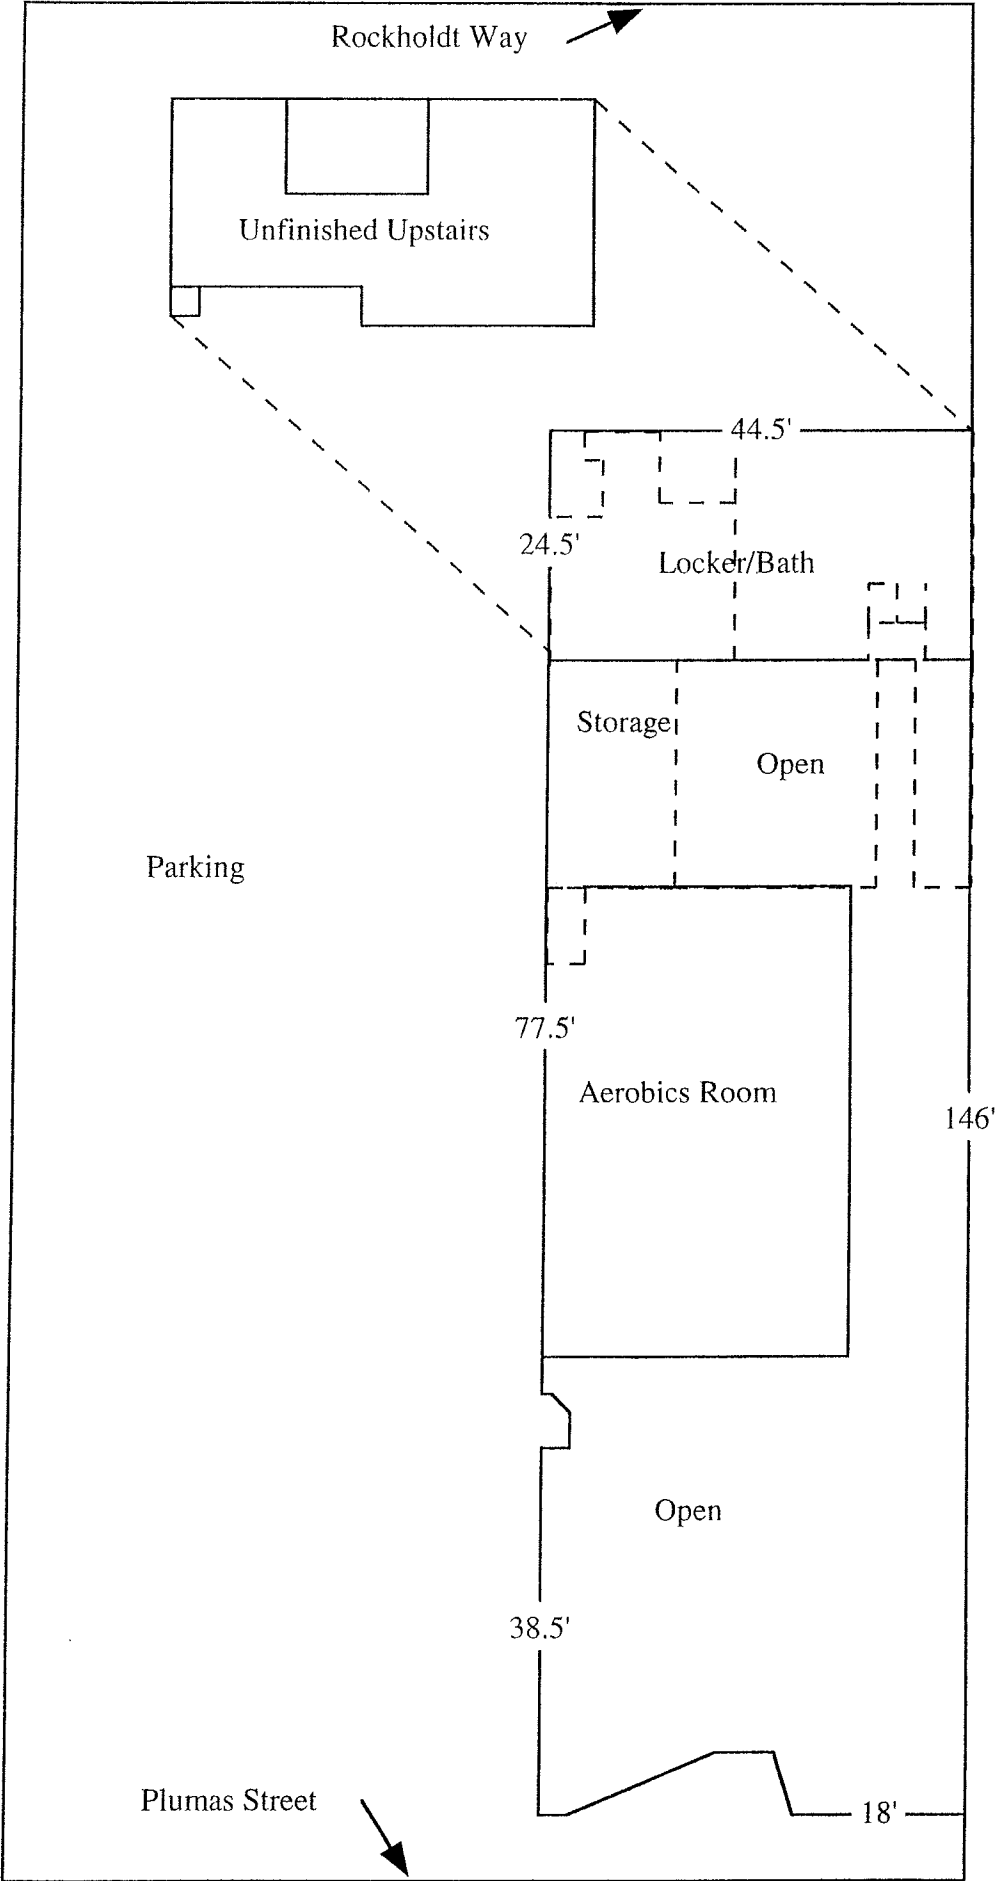 Rockholdt Way
Unfinished Upstairs
44.5'
24.5'
Locker/Bath
Storage
Open
Parking
77.5'
Aerobics Room
146'
Open
38.5'
Plumas Street
18'